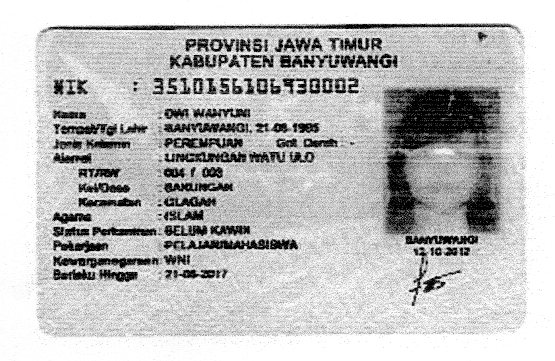 PROVINSI JAWA TIMUR
KABUPATEN BANYUWANGI
NIK : 3510156106930002
Nama : DWI WAHYUNI
Tempat/Tgl Lahir : BANYUWANGI, 21-06-
Jenis Kelamin : PEREMPUAN Gol. Darah : -
Alamat : LINGKUNGAN WATU ULO
RT/RW : 004 / 003
Kel/Desa : BAKUNGAN
Kecamatan : GLAGAH
Agama : ISLAM
Status Perkawinan: BELUM KAWIN
Pekerjaan : PELAJAR/MAHASISWA
Kewarganegaraan: WNI
Berlaku Hingga : 21-06-2017
BANYUWANGI
12-10-2012